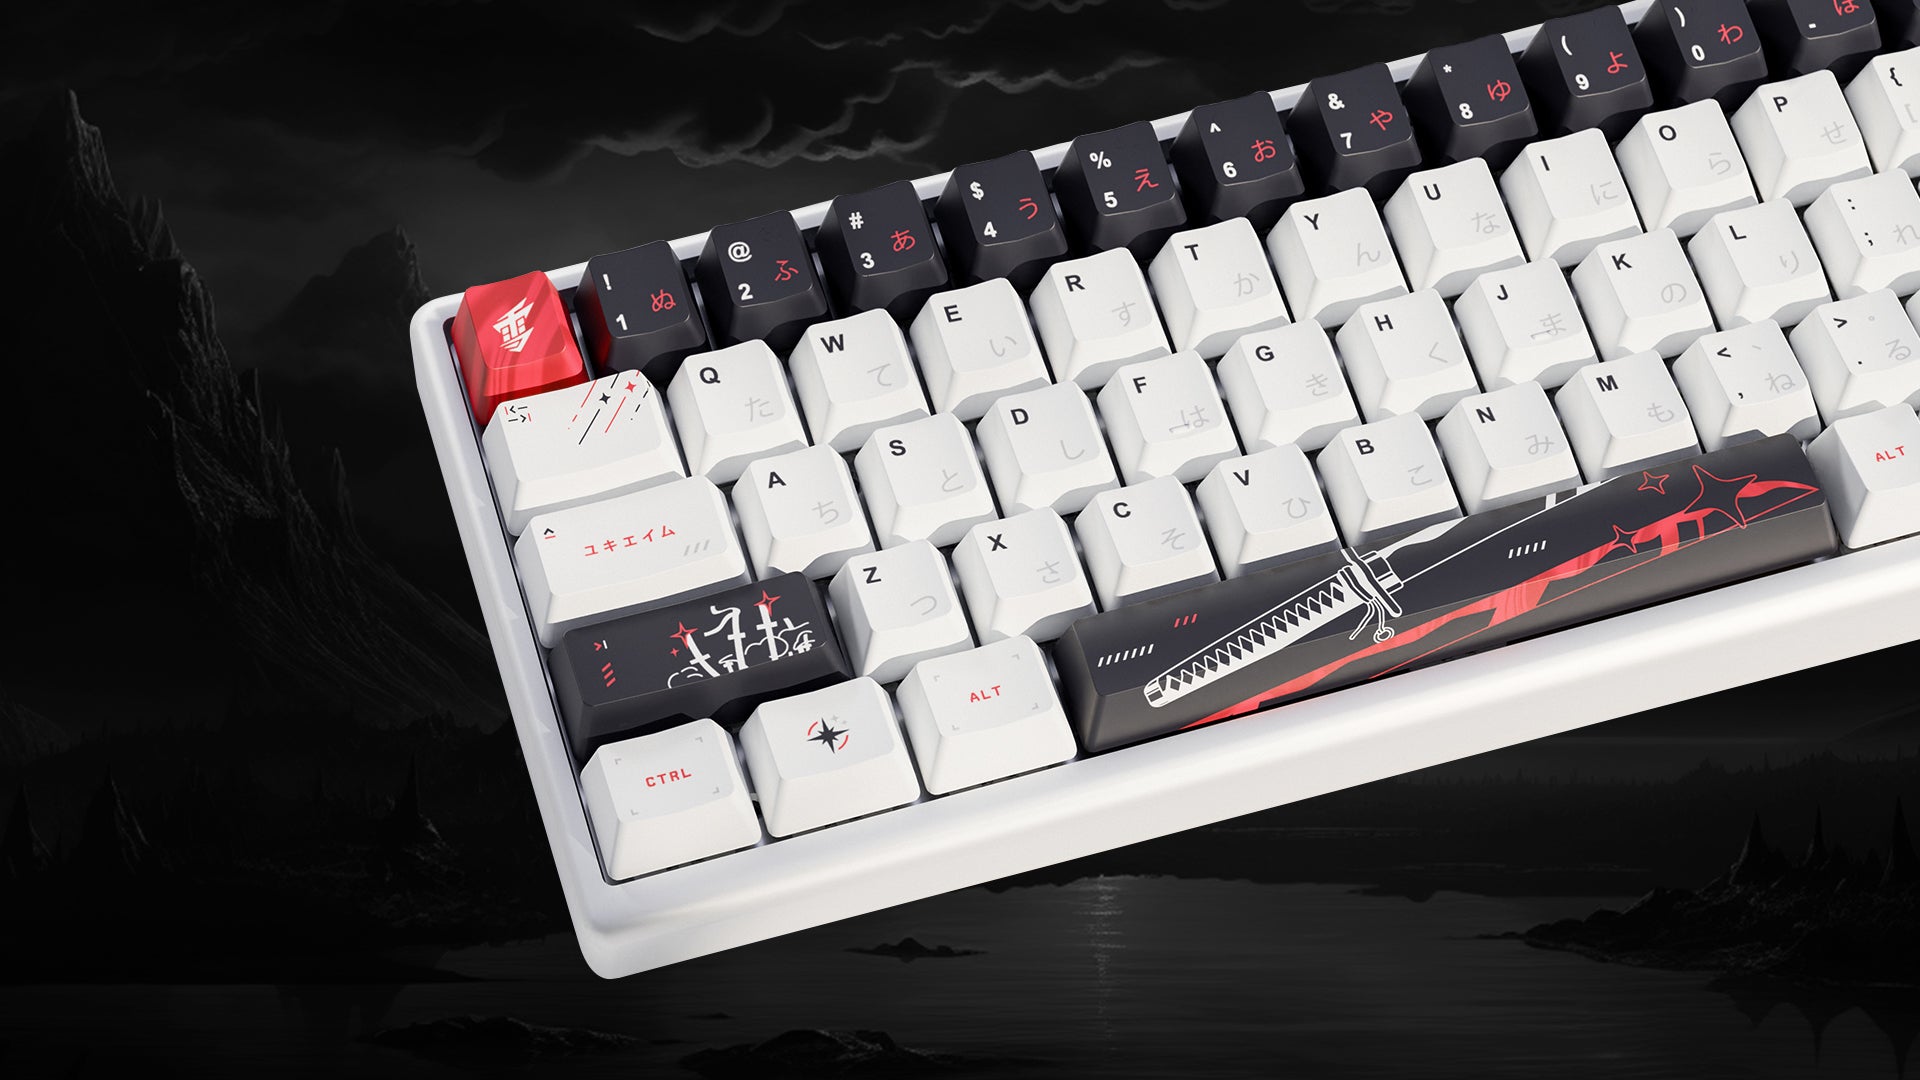 ! 1 ぬ
@ 2 ふ
# 3 あ
$ 4 う
% 5 え
^ 6 お
& 7 や
* 8 ゆ
( 9 よ
) 0 わ
- ほ
Q た
W て
E い
R す
T か
Y ん
U な
I に
O ら
P せ
{ [
^ ユキエイム
A ち
S と
D し
F は
G き
H く
J ま
K の
L り
: ; れ
Z つ
X さ
C そ
V ひ
B こ
N み
M も
< 、 , ね
> 。 . る
CTRL
ALT
ALT